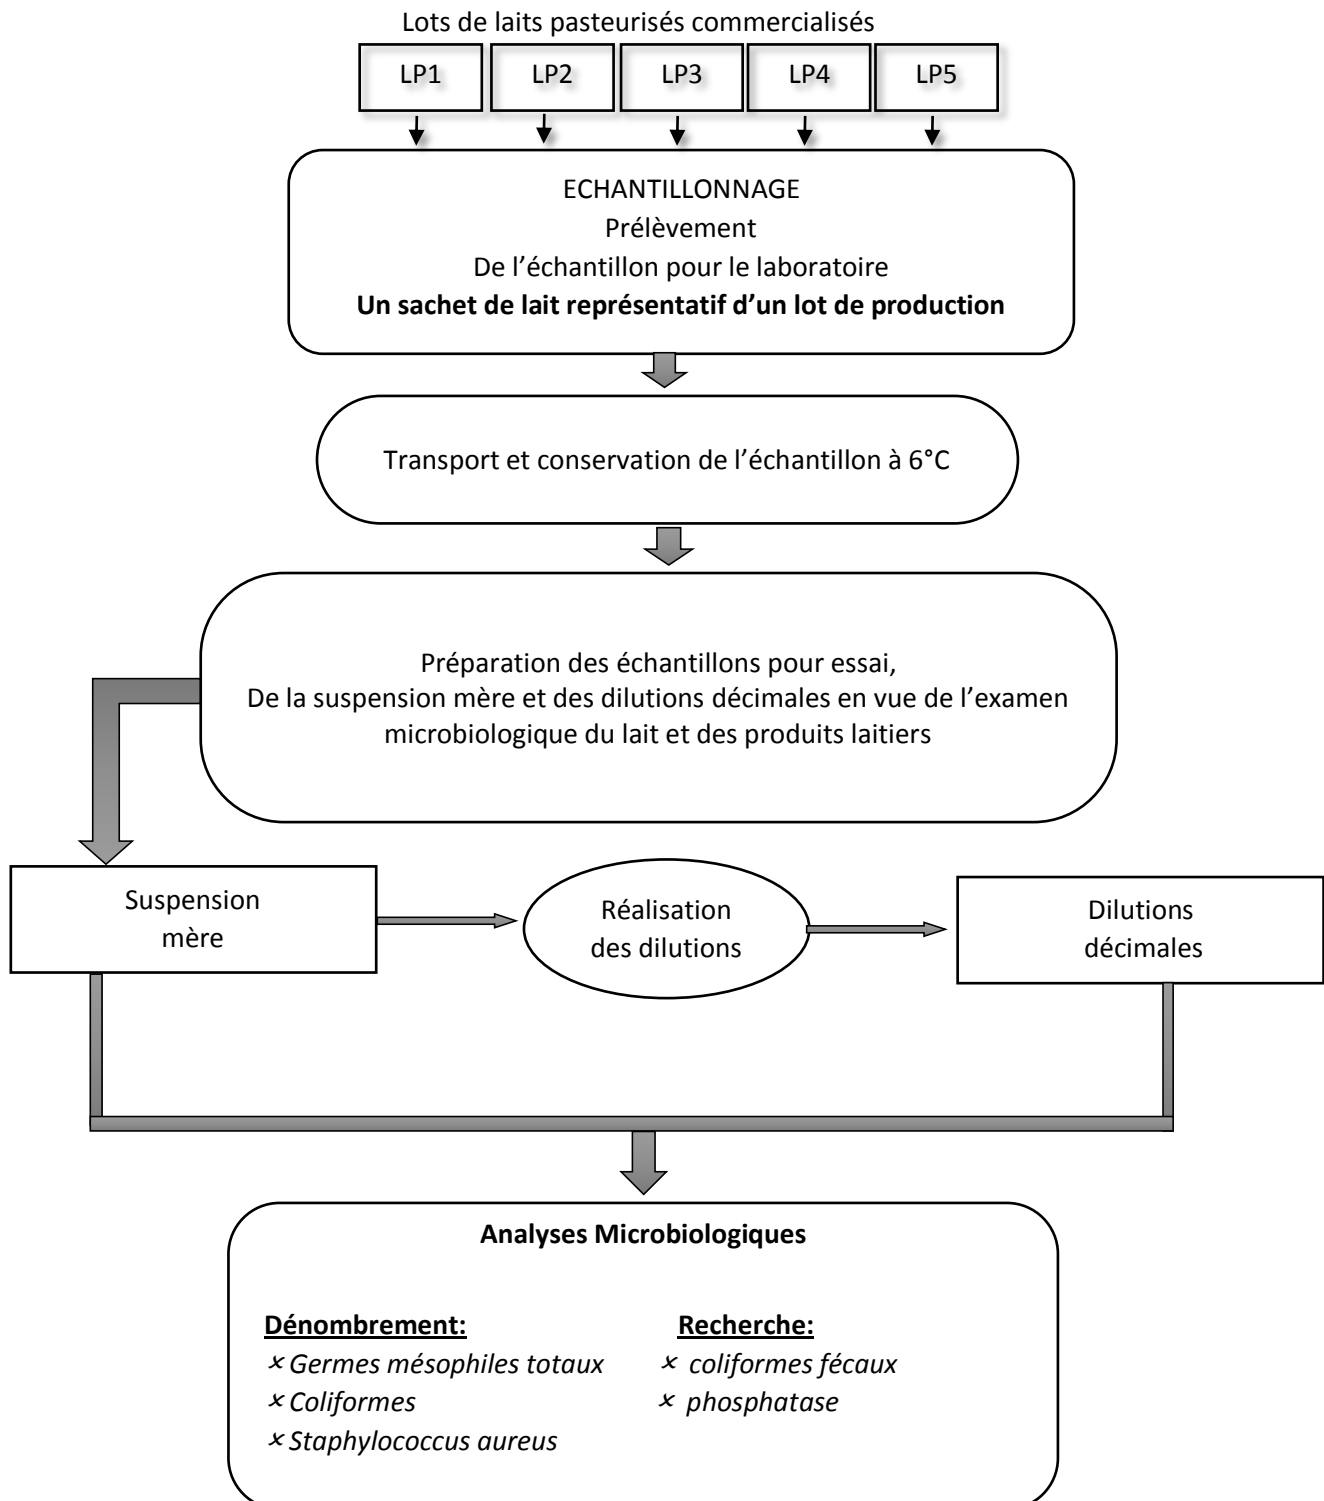 Lots de laits pasteurisés commercialisés
LP1 LP2 LP3 LP4 LP5
ECHANTILLONNAGE
Prélèvement
De l’échantillon pour le laboratoire
Un sachet de lait représentatif d’un lot de production
Transport et conservation de l’échantillon à 6°C
Préparation des échantillons pour essai,
De la suspension mère et des dilutions décimales en vue de l’examen
microbiologique du lait et des produits laitiers
Suspension
mère
Réalisation
des dilutions
Dilutions
décimales
Analyses Microbiologiques
Dénombrement:
× Germes mésophiles totaux
× Coliformes
× Staphylococcus aureus
Recherche:
× coliformes fécaux
× phosphatase